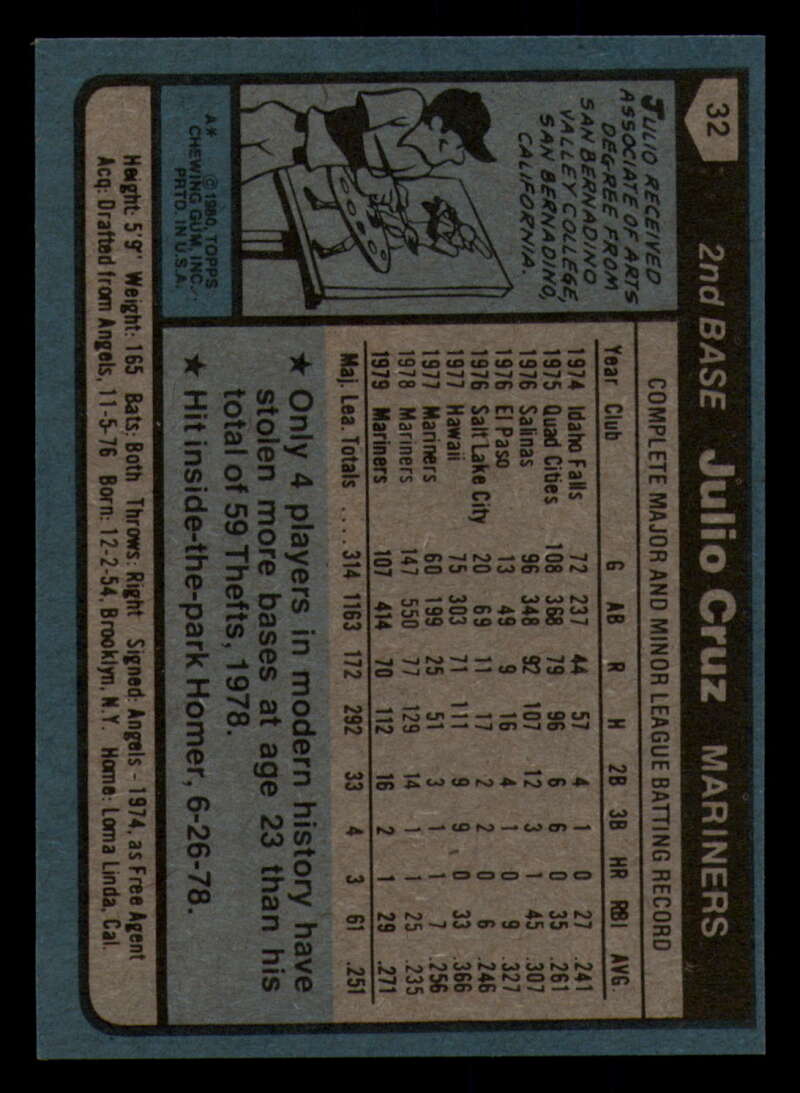 32
2nd BASE Julio Cruz MARINERS
JULIO RECEIVED
ASSOCIATE OF ARTS
DEGREE FROM
SAN BERNADINO
VALLEY COLLEGE,
SAN BERNADINO,
CALIFORNIA.
A* © 1980, TOPPS
CHEWING GUM, INC.
PRTD. IN U.S.A.
COMPLETE MAJOR AND MINOR LEAGUE BATTING RECORD
Year Club G AB R H 2B 3B HR RBI AVG.
1974 Idaho Falls 72 237 44 57 4 1 0 27 .241
1975 Quad Cities 108 368 79 96 6 6 0 35 .261
1976 Salinas 96 348 92 107 12 3 1 45 .307
1976 El Paso 13 49 9 16 4 1 0 9 .327
1976 Salt Lake City 20 69 11 17 2 2 0 6 .246
1977 Hawaii 75 303 71 111 9 9 0 33 .366
1977 Mariners 60 199 25 51 3 1 1 7 .256
1978 Mariners 147 550 77 129 14 1 1 25 .235
1979 Mariners 107 414 70 112 16 2 1 29 .271
Maj. Lea. Totals .... 314 1163 172 292 33 4 3 61 .251
★ Only 4 players in modern history have
stolen more bases at age 23 than his
total of 59 Thefts, 1978.
★ Hit inside-the-park Homer, 6-26-78.
Height: 5'9" Weight: 165 Bats: Both Throws: Right Signed: Angels - 1974, as Free Agent
Acq: Drafted from Angels, 11-5-76 Born: 12-2-54, Brooklyn, N.Y. Home: Loma Linda, Cal.